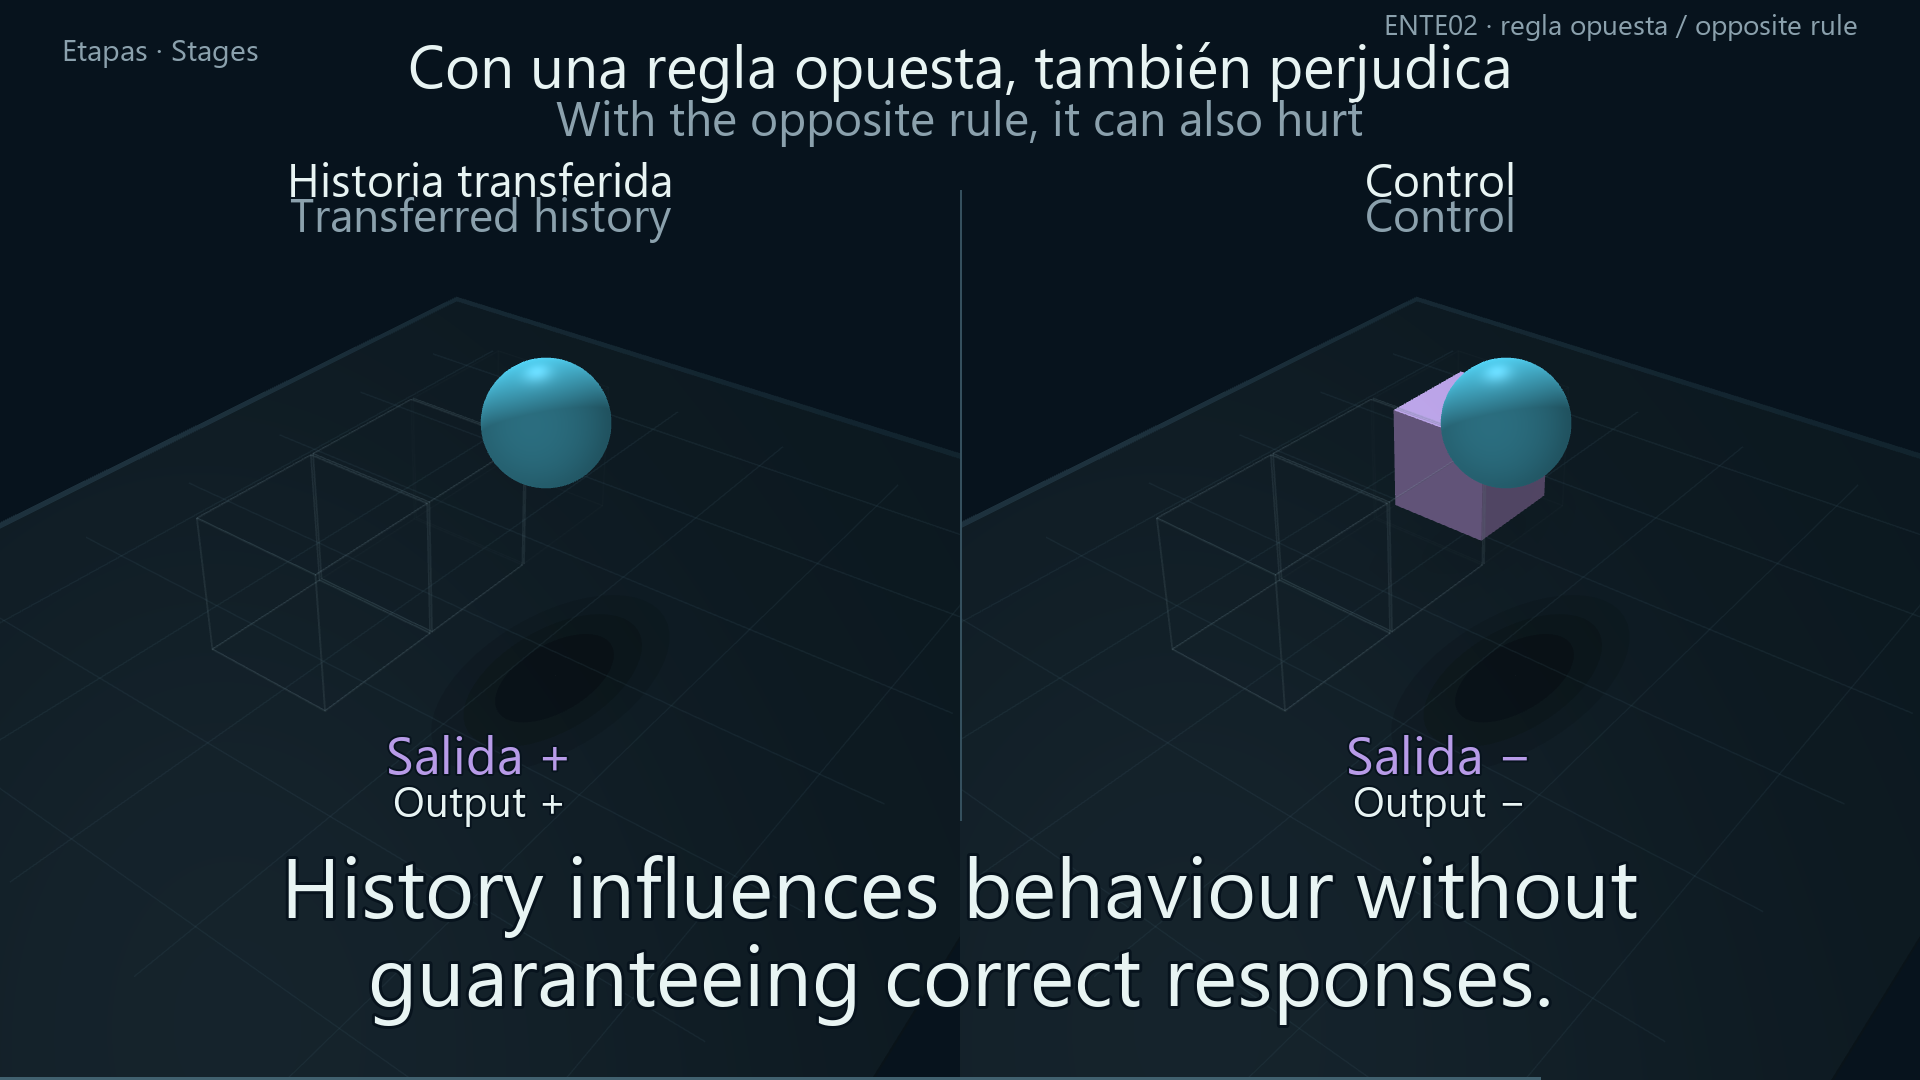 Etapas · Stages
ENTE02 · regla opuesta / opposite rule
Con una regla opuesta, también perjudica
With the opposite rule, it can also hurt
Historia transferida
Transferred history
Control
Control
Salida +
Output +
Salida −
Output −
History influences behaviour without
guaranteeing correct responses.